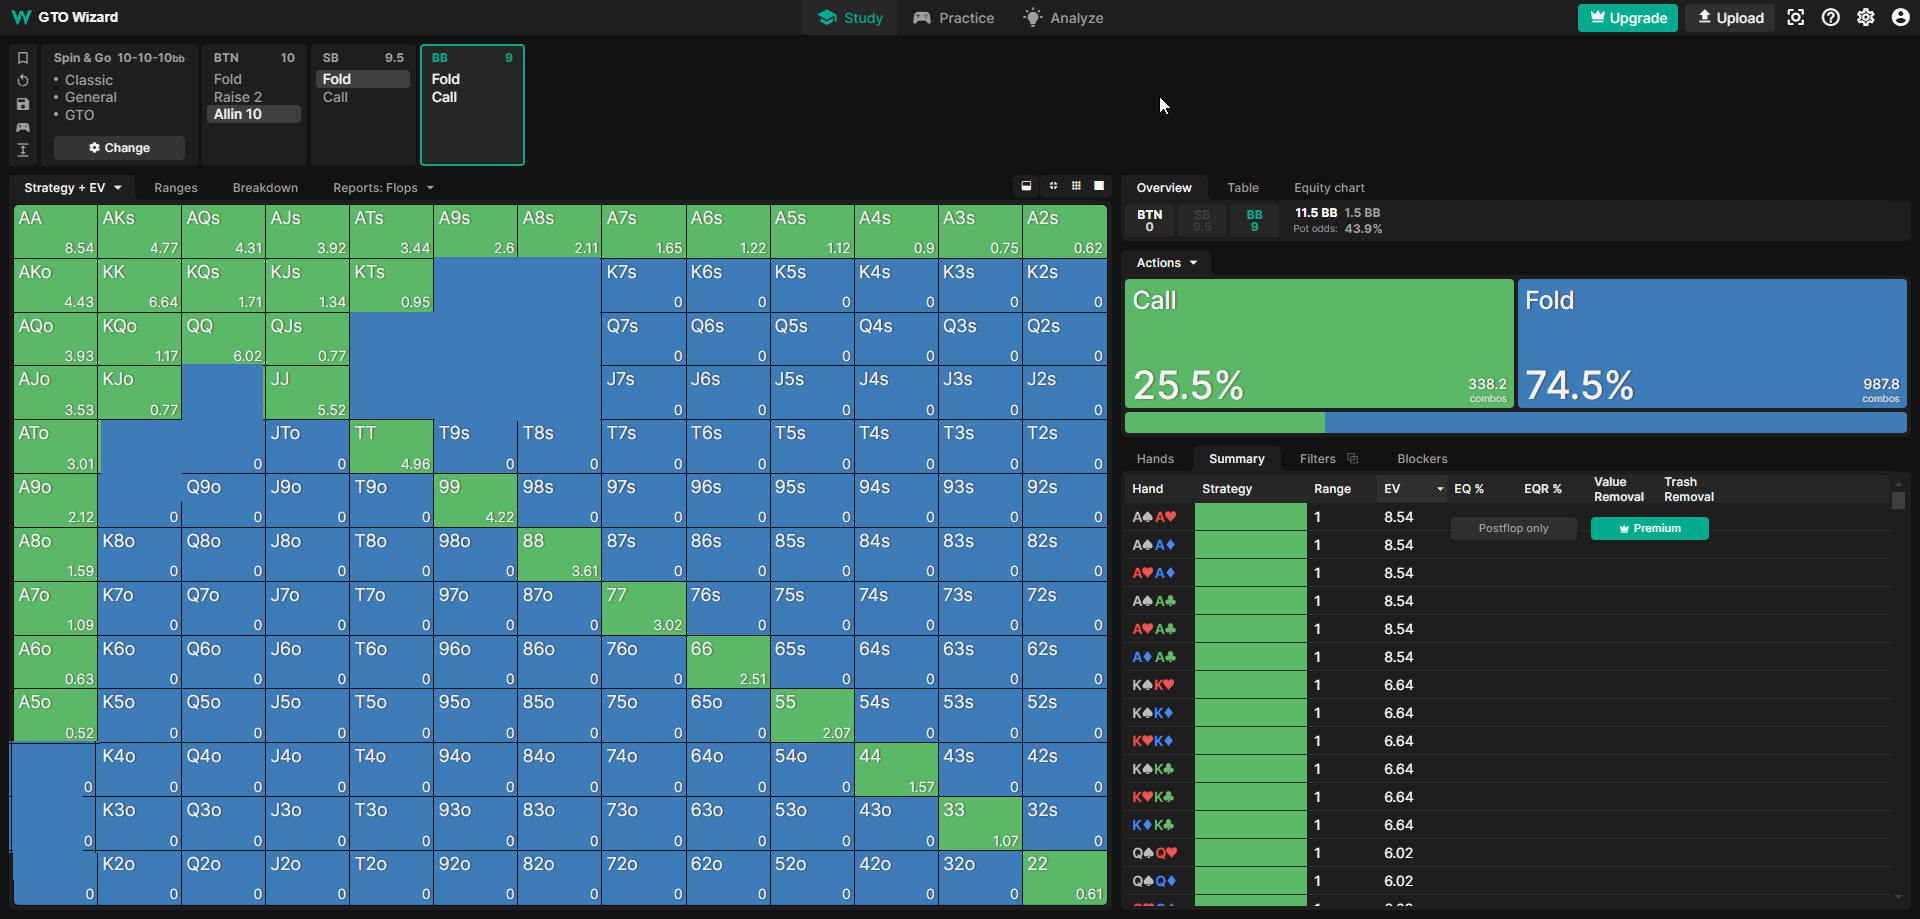 GTO Wizard
Study
Practice
Analyze
Upgrade
Upload
Spin & Go 10-10-10bb
• Classic
• General
• GTO
Change
BTN 10
Fold
Raise 2
Allin 10
SB 9.5
Fold
Call
BB 9
Fold
Call
Strategy + EV
Ranges
Breakdown
Reports: Flops
AA AKs AQs AJs ATs A9s A8s A7s A6s A5s A4s A3s A2s
8.54 4.77 4.31 3.92 3.44 2.6 2.11 1.65 1.22 1.12 0.9 0.75 0.62
AKo KK KQs KJs KTs K7s K6s K5s K4s K3s K2s
4.43 6.64 1.71 1.34 0.95 0 0 0 0 0 0
AQo KQo QQ QJs Q7s Q6s Q5s Q4s Q3s Q2s
3.93 1.17 6.02 0.77 0 0 0 0 0 0
AJo KJo JJ J7s J6s J5s J4s J3s J2s
3.53 0.77 5.52 0 0 0 0 0 0
ATo JTo TT T9s T8s T7s T6s T5s T4s T3s T2s
3.01 0 0 4.96 0 0 0 0 0 0 0 0
A9o Q9o J9o T9o 99 98s 97s 96s 95s 94s 93s 92s
2.12 0 0 0 0 4.22 0 0 0 0 0 0 0
A8o K8o Q8o J8o T8o 98o 88 87s 86s 85s 84s 83s 82s
1.59 0 0 0 0 0 3.61 0 0 0 0 0 0
A7o K7o Q7o J7o T7o 97o 87o 77 76s 75s 74s 73s 72s
1.09 0 0 0 0 0 0 3.02 0 0 0 0 0
A6o K6o Q6o J6o T6o 96o 86o 76o 66 65s 64s 63s 62s
0.63 0 0 0 0 0 0 0 2.51 0 0 0 0
A5o K5o Q5o J5o T5o 95o 85o 75o 65o 55 54s 53s 52s
0.52 0 0 0 0 0 0 0 0 2.07 0 0 0
K4o Q4o J4o T4o 94o 84o 74o 64o 54o 44 43s 42s
0 0 0 0 0 0 0 0 0 0 1.57 0 0
K3o Q3o J3o T3o 93o 83o 73o 63o 53o 43o 33 32s
0 0 0 0 0 0 0 0 0 0 0 1.07 0
K2o Q2o J2o T2o 92o 82o 72o 62o 52o 42o 32o 22
0 0 0 0 0 0 0 0 0 0 0 0 0.61
Overview
Table
Equity chart
BTN SB BB 11.5 BB 1.5 BB
0 9.5 9 Pot odds: 43.9%
Actions
Call
25.5%
338.2
combos
Fold
74.5%
987.8
combos
Hands
Summary
Filters
Blockers
Hand Strategy Range EV EQ % EQR % Value Removal Trash Removal
A♠A♥ 1 8.54
Postflop only
Premium
A♠A♦ 1 8.54
A♥A♦ 1 8.54
A♠A♣ 1 8.54
A♥A♣ 1 8.54
A♦A♣ 1 8.54
K♠K♥ 1 6.64
K♠K♦ 1 6.64
K♥K♦ 1 6.64
K♠K♣ 1 6.64
K♥K♣ 1 6.64
K♦K♣ 1 6.64
Q♠Q♥ 1 6.02
Q♠Q♦ 1 6.02